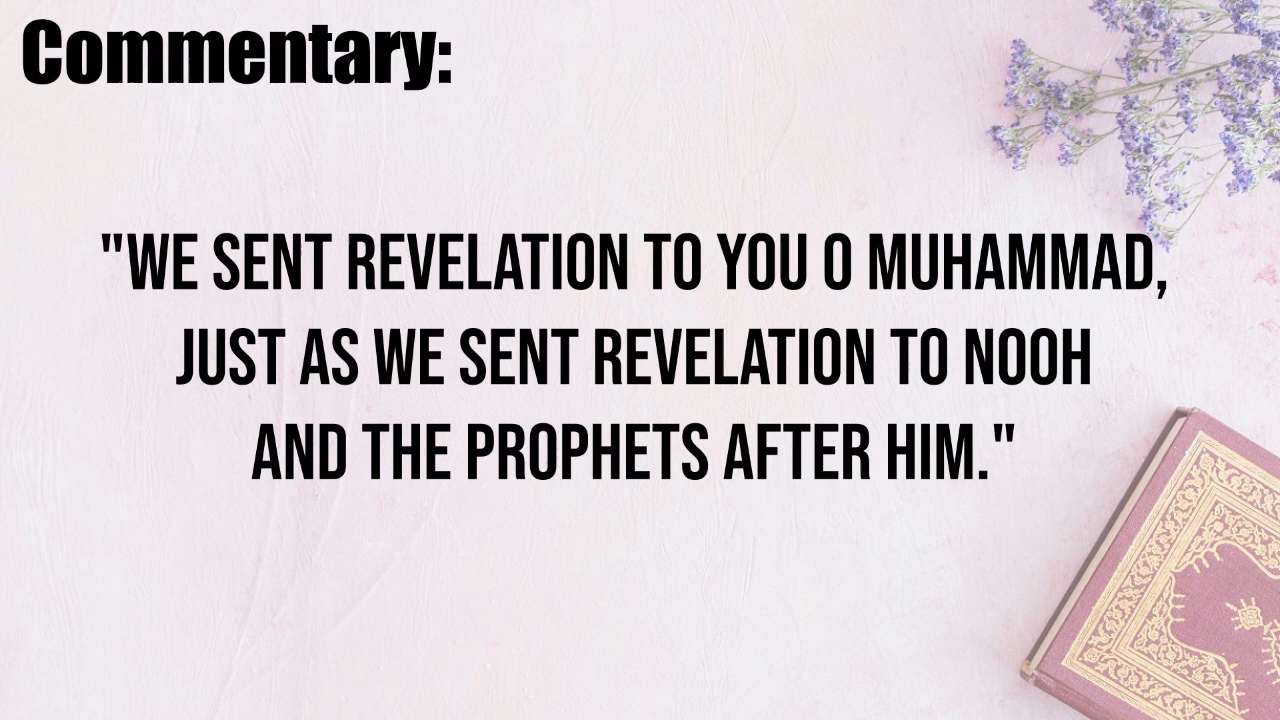 Commentary:
"WE SENT REVELATION TO YOU O MUHAMMAD,
JUST AS WE SENT REVELATION TO NOOH
AND THE PROPHETS AFTER HIM."